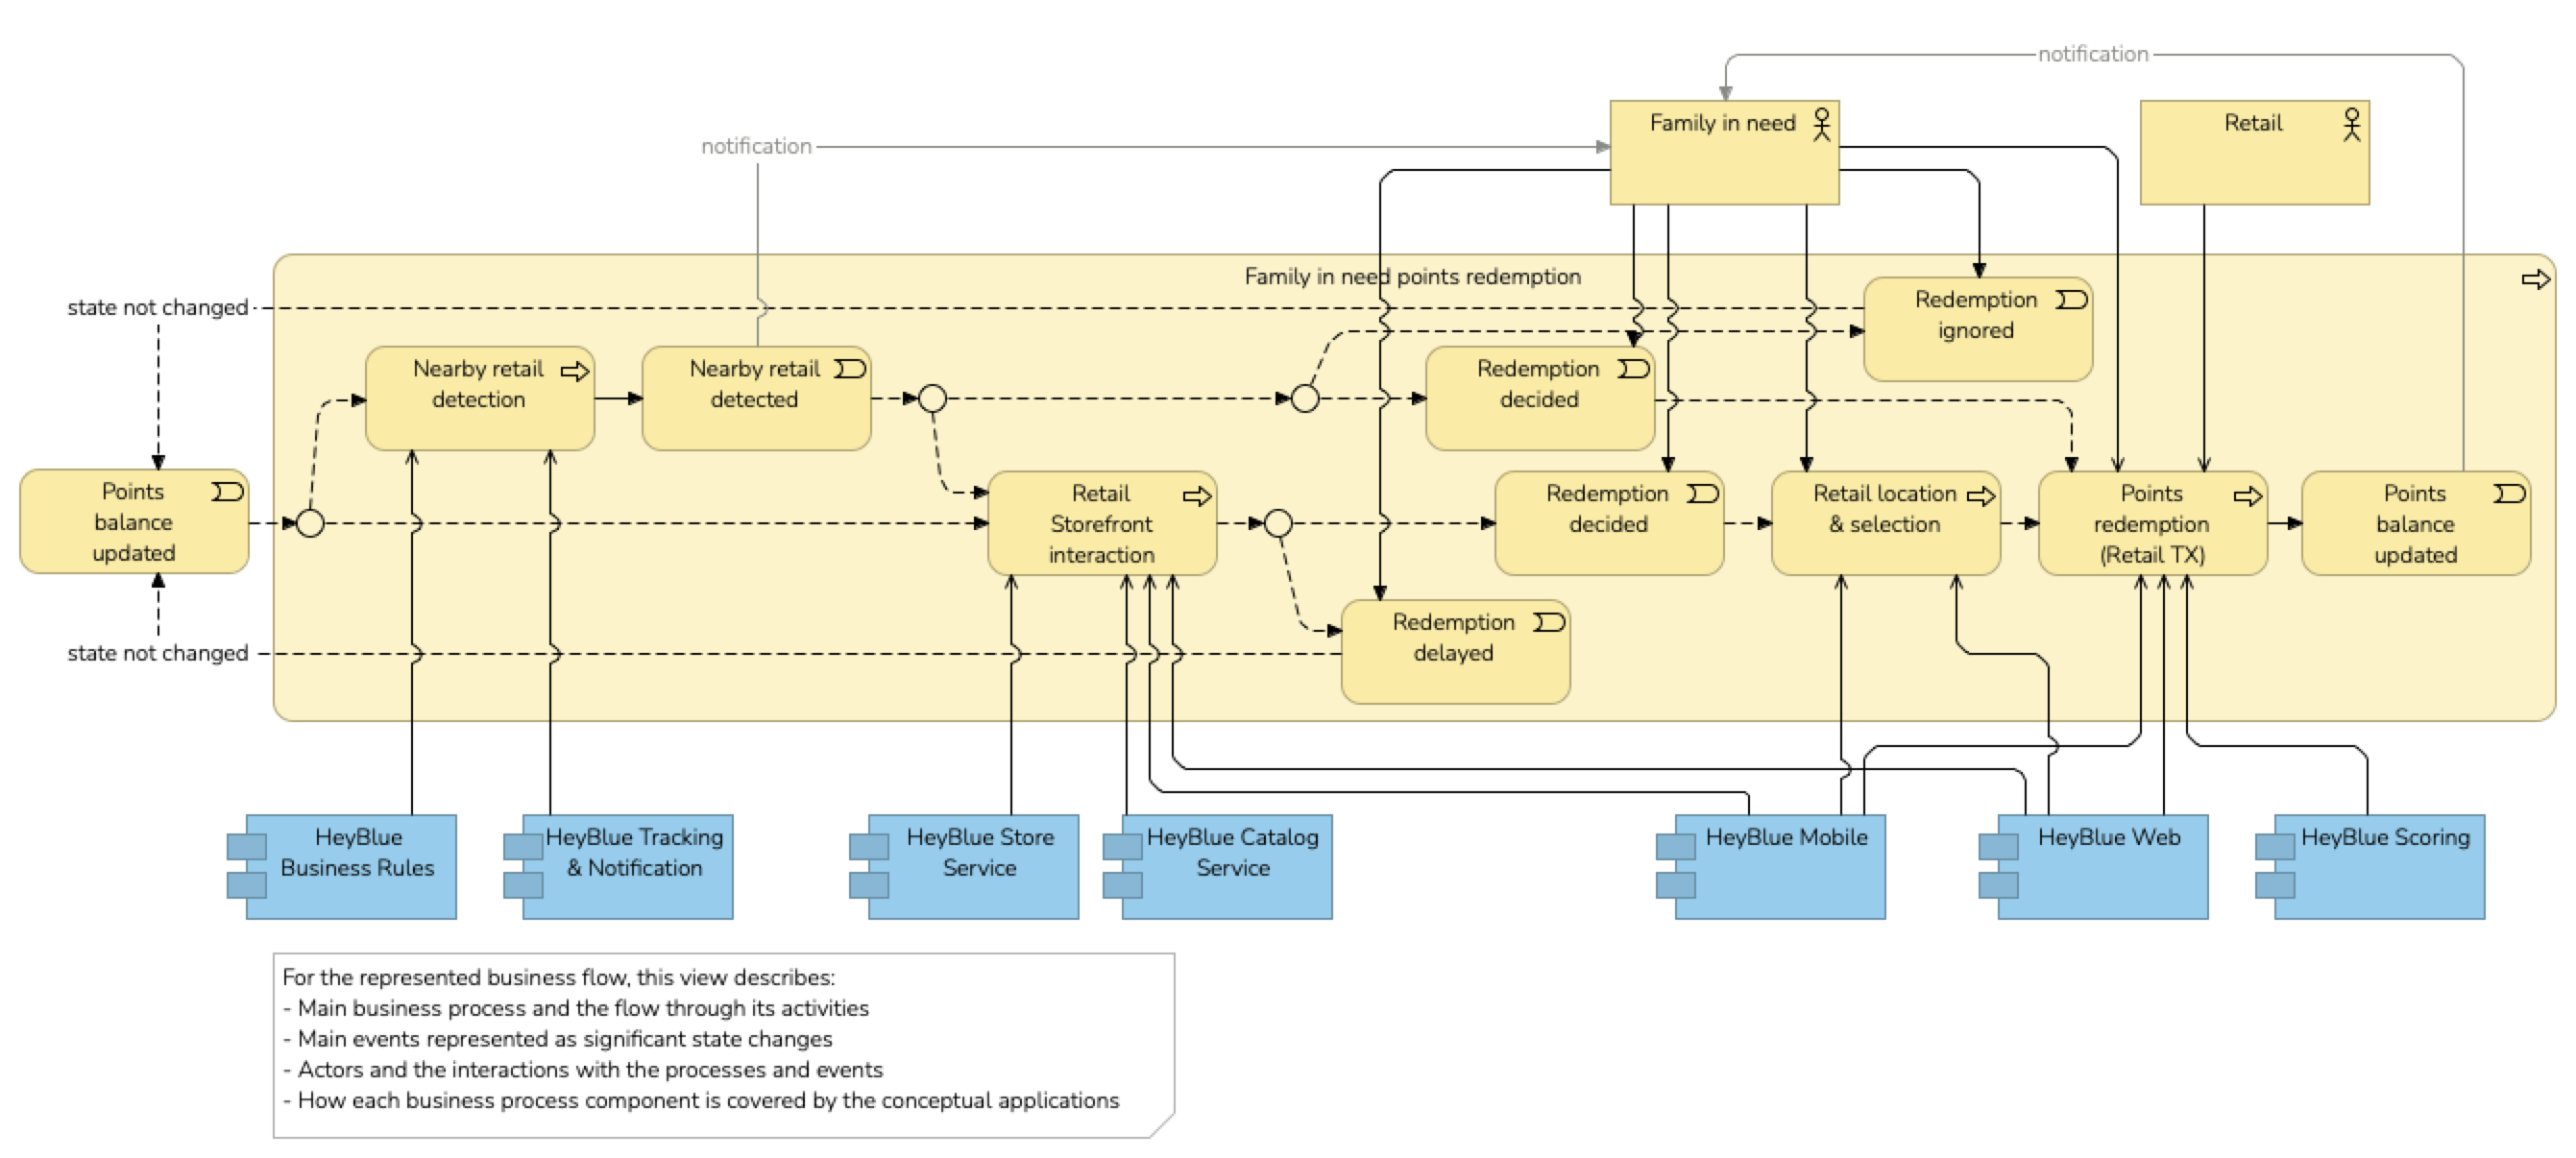 notification
Family in need
Retail
notification
Family in need points redemption
state not changed
Redemption
ignored
Nearby retail
detection
Nearby retail
detected
Redemption
decided
Points
balance
updated
Retail
Storefront
interaction
Redemption
decided
Retail location
& selection
Points
redemption
(Retail TX)
Points
balance
updated
Redemption
delayed
state not changed
HeyBlue
Business Rules
HeyBlue Tracking
& Notification
HeyBlue Store
Service
HeyBlue Catalog
Service
HeyBlue Mobile
HeyBlue Web
HeyBlue Scoring
For the represented business flow, this view describes:
- Main business process and the flow through its activities
- Main events represented as significant state changes
- Actors and the interactions with the processes and events
- How each business process component is covered by the conceptual applications